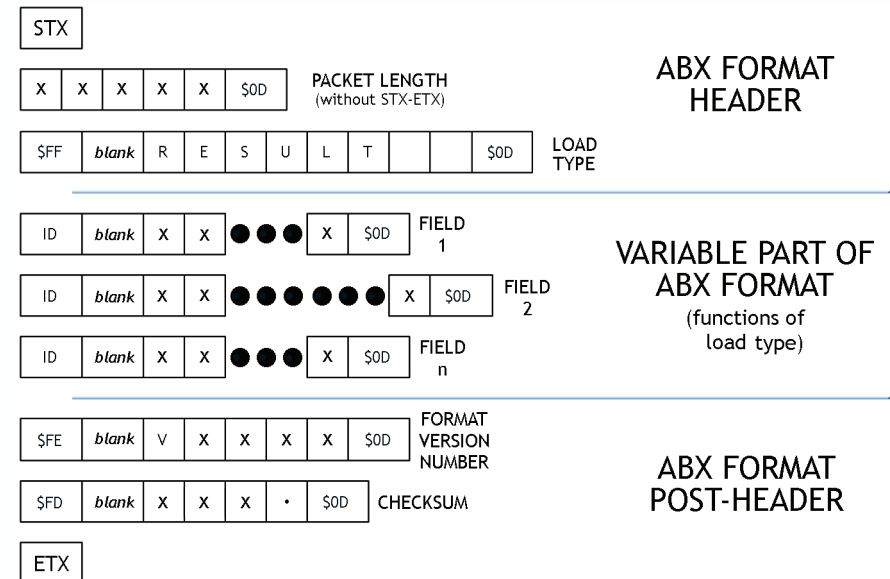 STX
X X X X X $0D PACKET LENGTH
(without STX-ETX)
ABX FORMAT
HEADER
$FF blank R E S U L T $0D LOAD
TYPE
ID blank X X ●●● X $0D FIELD
1
ID blank X X ●●●●●● X $0D FIELD
2
ID blank X X ●●● X $0D FIELD
n
VARIABLE PART OF
ABX FORMAT
(functions of
load type)
$FE blank V X X X X $0D FORMAT
VERSION
NUMBER
$FD blank X X X · $0D CHECKSUM
ABX FORMAT
POST-HEADER
ETX